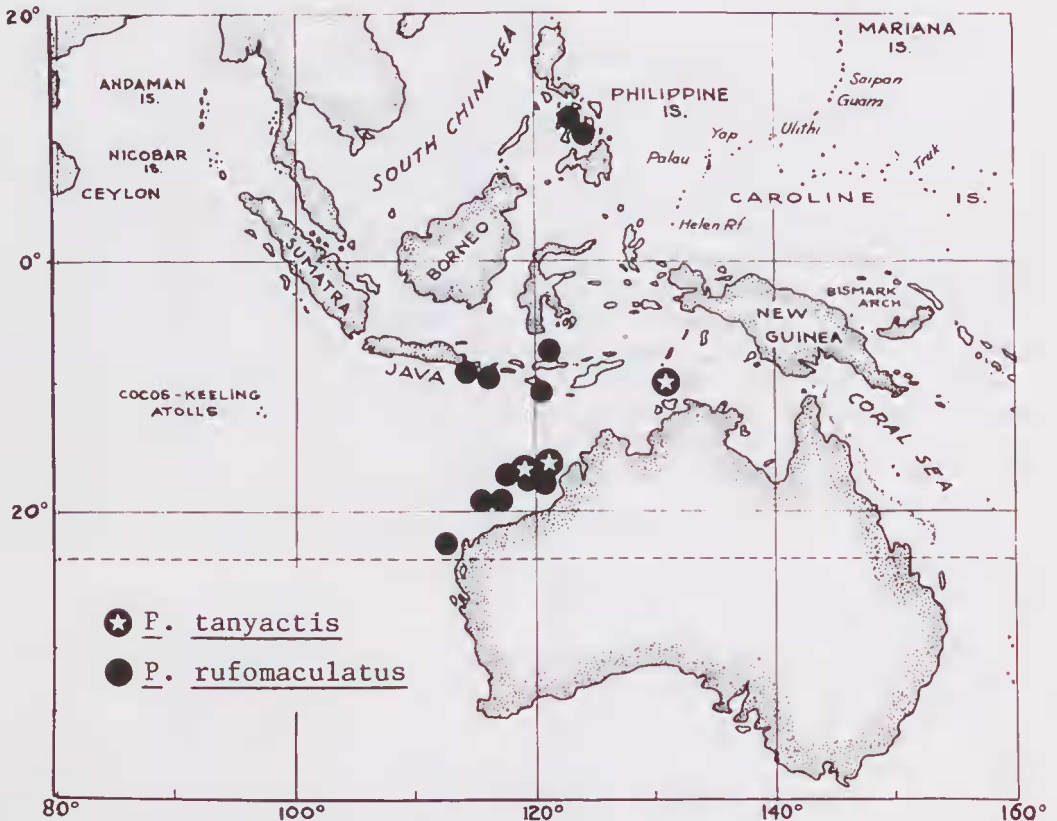 20°
MARIANA
IS.
Saipan
Guam
ANDAMAN
IS.
SOUTH CHINA SEA
PHILIPPINE
IS.
Yap
Ulithi
NICOBAR
IS.
Palau
Truk
CEYLON
CAROLINE
IS.
Helen Rf
0°
SUMATRA
BORNEO
BISMARK
ARCH
NEW
GUINEA
JAVA
COCOS-KEELING
ATOLLS
CORAL SEA
20°
P. tanyactis
P. rufomaculatus
80°
100°
120°
140°
160°